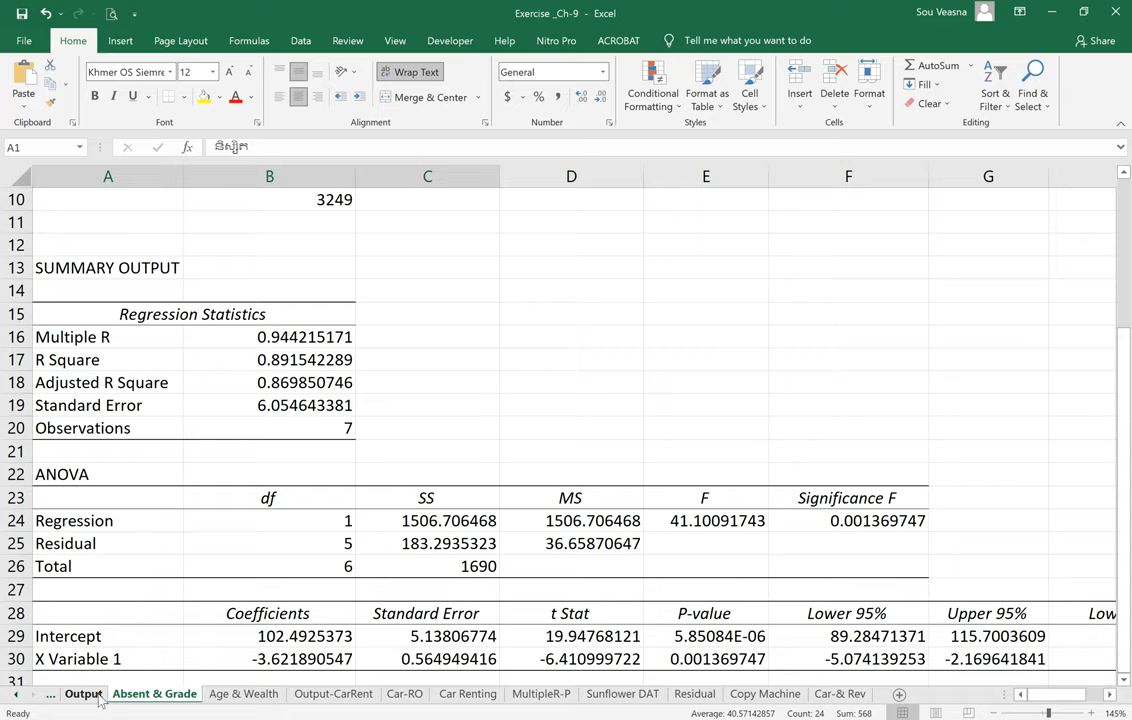 Exercise _Ch-9 - Excel
Sou Veasna
File Home Insert Page Layout Formulas Data Review View Developer Help Nitro Pro ACROBAT Tell me what you want to do Share
Khmer OS Siemre 12 A A
Wrap Text
General
AutoSum
Fill
Clear
Paste
B I U A
Merge & Center
$ % ,
Conditional Formatting
Format as Table
Cell Styles
Insert Delete Format
Sort & Filter
Find & Select
Clipboard Font Alignment Number Styles Cells Editing
A1 fx និស្សិត
A B C D E F G
10 3249
11
12
13 SUMMARY OUTPUT
14
15 Regression Statistics
16 Multiple R 0.944215171
17 R Square 0.891542289
18 Adjusted R Square 0.869850746
19 Standard Error 6.054643381
20 Observations 7
21
22 ANOVA
23 df SS MS F Significance F
24 Regression 1 1506.706468 1506.706468 41.10091743 0.001369747
25 Residual 5 183.2935323 36.65870647
26 Total 6 1690
27
28 Coefficients Standard Error t Stat P-value Lower 95% Upper 95% Low
29 Intercept 102.4925373 5.13806774 19.94768121 5.85084E-06 89.28471371 115.7003609
30 X Variable 1 -3.621890547 0.564949416 -6.410999722 0.001369747 -5.074139253 -2.169641841
31
... Output Absent & Grade Age & Wealth Output-CarRent Car-RO Car Renting MultipleR-P Sunflower DAT Residual Copy Machine Car-& Rev
Ready Average: 40.57142857 Count: 24 Sum: 568 145%